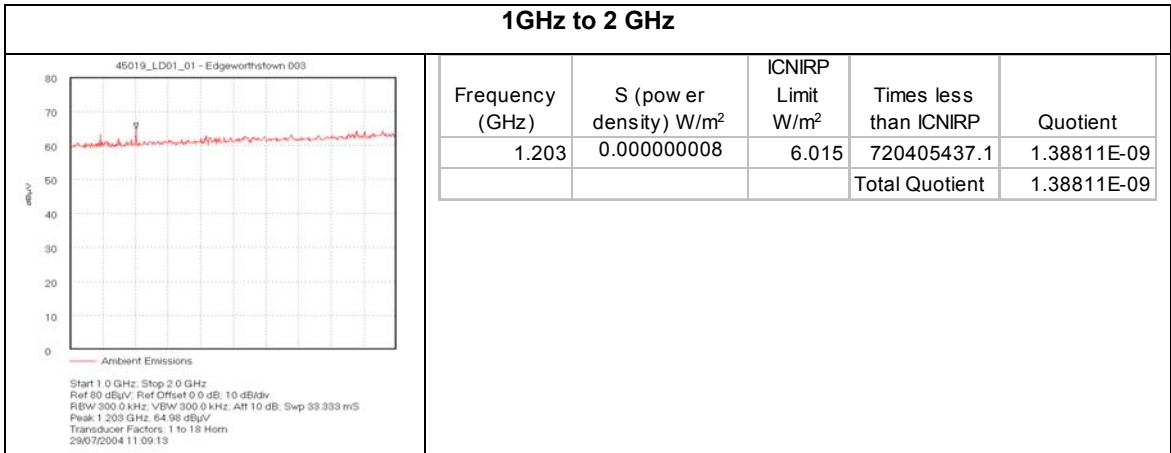 1GHz to 2 GHz
45019_LD01_01 - Edgeworthstown 003
80
70
60
50
40
30
20
10
0
dBµV
Ambient Emissions
Start 1.0 GHz; Stop 2.0 GHz
Ref 80 dBµV; Ref Offset 0.0 dB; 10 dB/div
RBW 300.0 kHz; VBW 300.0 kHz; Att 10 dB; Swp 33.333 mS
Peak 1.203 GHz, 64.98 dBµV
Transducer Factors: 1 to 18 Horn
29/07/2004 11:09:13
Frequency (GHz) S (pow er density) W/m² ICNIRP Limit W/m² Times less than ICNIRP Quotient
1.203 0.000000008 6.015 720405437.1 1.38811E-09
Total Quotient 1.38811E-09